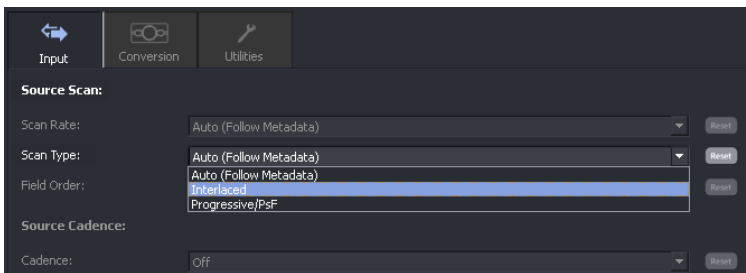 Input Conversion Utilities
Source Scan:
Scan Rate: Auto (Follow Metadata) Reset
Scan Type: Auto (Follow Metadata) Reset
Auto (Follow Metadata)
Field Order: Interlaced Reset
Progressive/PsF
Source Cadence:
Cadence: Off Reset